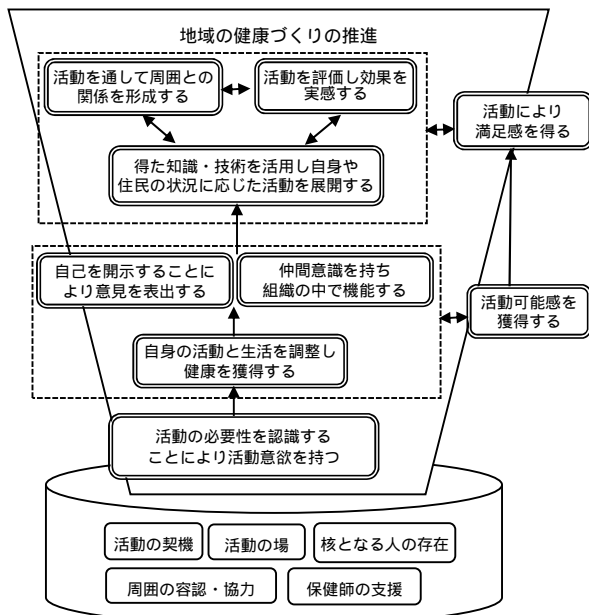 地域の健康づくりの推進
活動を通して周囲との
関係を形成する
活動を評価し効果を
実感する
活動により
満足感を得る
得た知識・技術を活用し自身や
住民の状況に応じた活動を展開する
自己を開示することに
より意見を表出する
仲間意識を持ち
組織の中で機能する
活動可能感を
獲得する
自身の活動と生活を調整し
健康を獲得する
活動の必要性を認識する
ことにより活動意欲を持つ
活動の契機
活動の場
核となる人の存在
周囲の容認・協力
保健師の支援